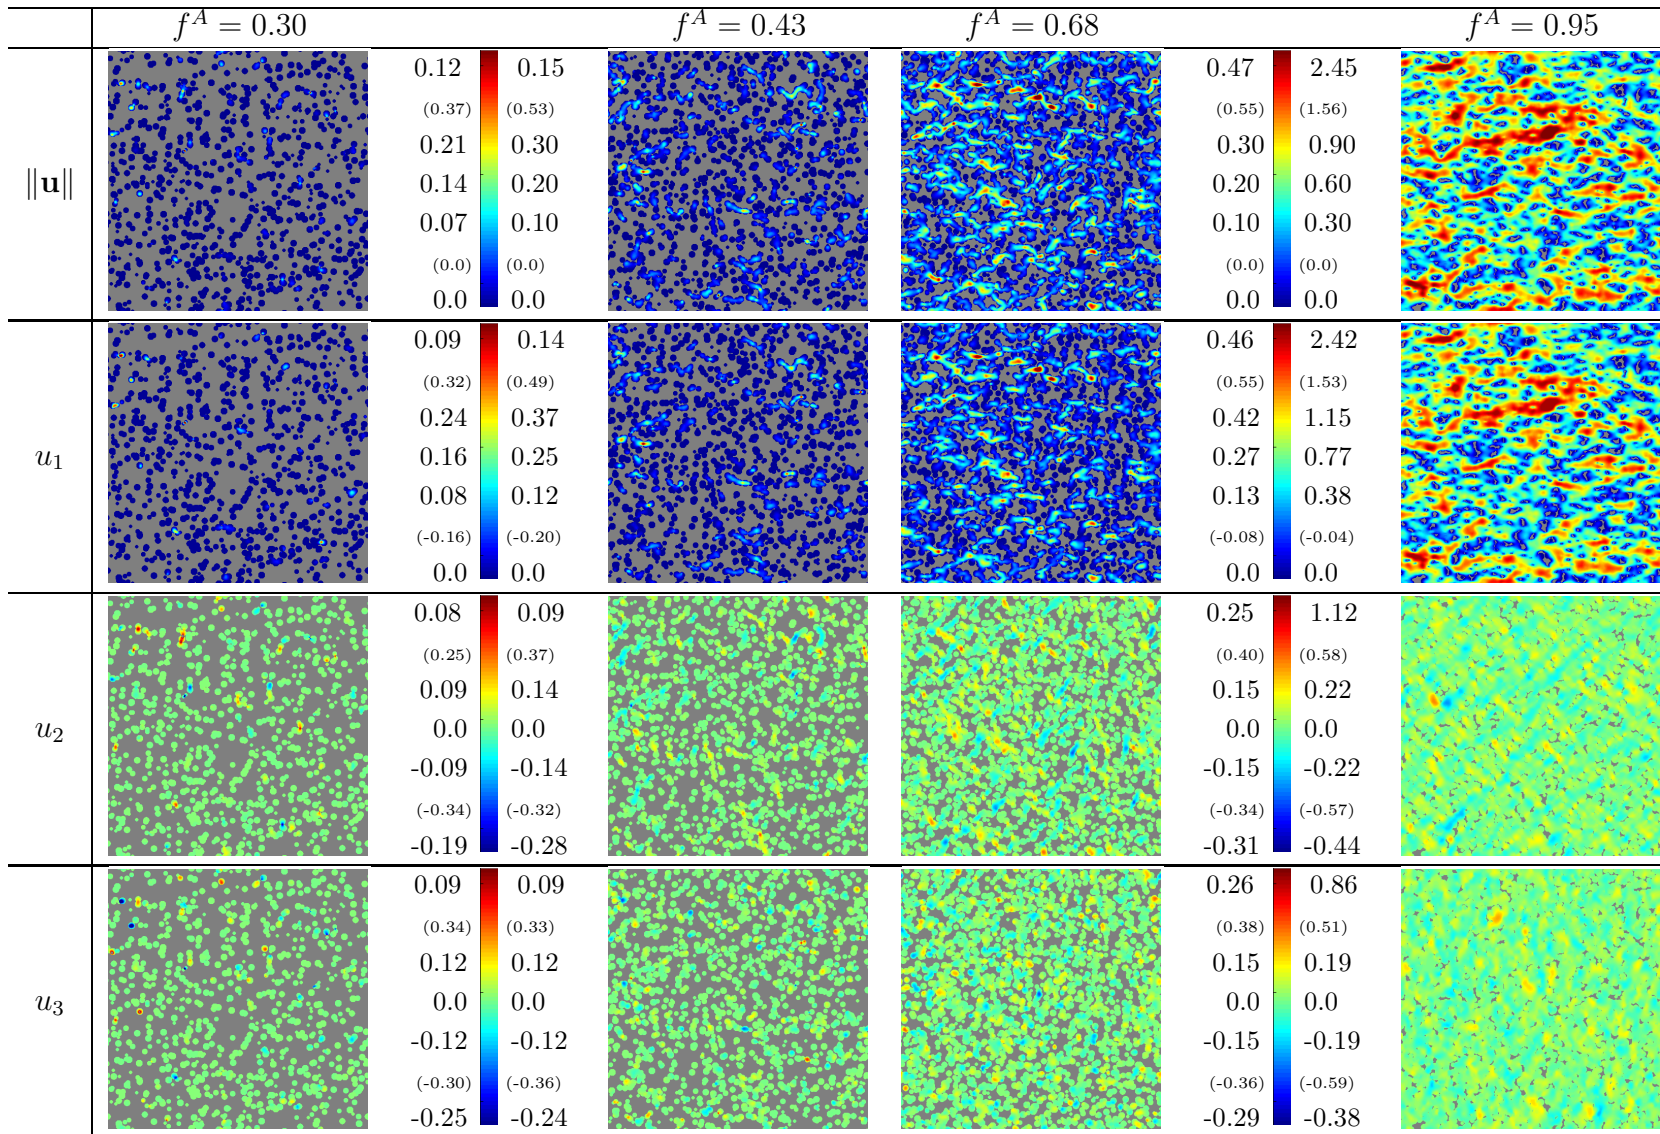 f^A = 0.30 f^A = 0.43 f^A = 0.68 f^A = 0.95
0.12 0.15 0.47 2.45
(0.37) (0.53) (0.55) (1.56)
0.21 0.30 0.30 0.90
‖u‖ 0.14 0.20 0.20 0.60
0.07 0.10 0.10 0.30
(0.0) (0.0) (0.0) (0.0)
0.0 0.0 0.0 0.0
0.09 0.14 0.46 2.42
(0.32) (0.49) (0.55) (1.53)
0.24 0.37 0.42 1.15
u_1 0.16 0.25 0.27 0.77
0.08 0.12 0.13 0.38
(-0.16) (-0.20) (-0.08) (-0.04)
0.0 0.0 0.0 0.0
0.08 0.09 0.25 1.12
(0.25) (0.37) (0.40) (0.58)
0.09 0.14 0.15 0.22
u_2 0.0 0.0 0.0 0.0
-0.09 -0.14 -0.15 -0.22
(-0.34) (-0.32) (-0.34) (-0.57)
-0.19 -0.28 -0.31 -0.44
0.09 0.09 0.26 0.86
(0.34) (0.33) (0.38) (0.51)
0.12 0.12 0.15 0.19
u_3 0.0 0.0 0.0 0.0
-0.12 -0.12 -0.15 -0.19
(-0.30) (-0.36) (-0.36) (-0.59)
-0.25 -0.24 -0.29 -0.38